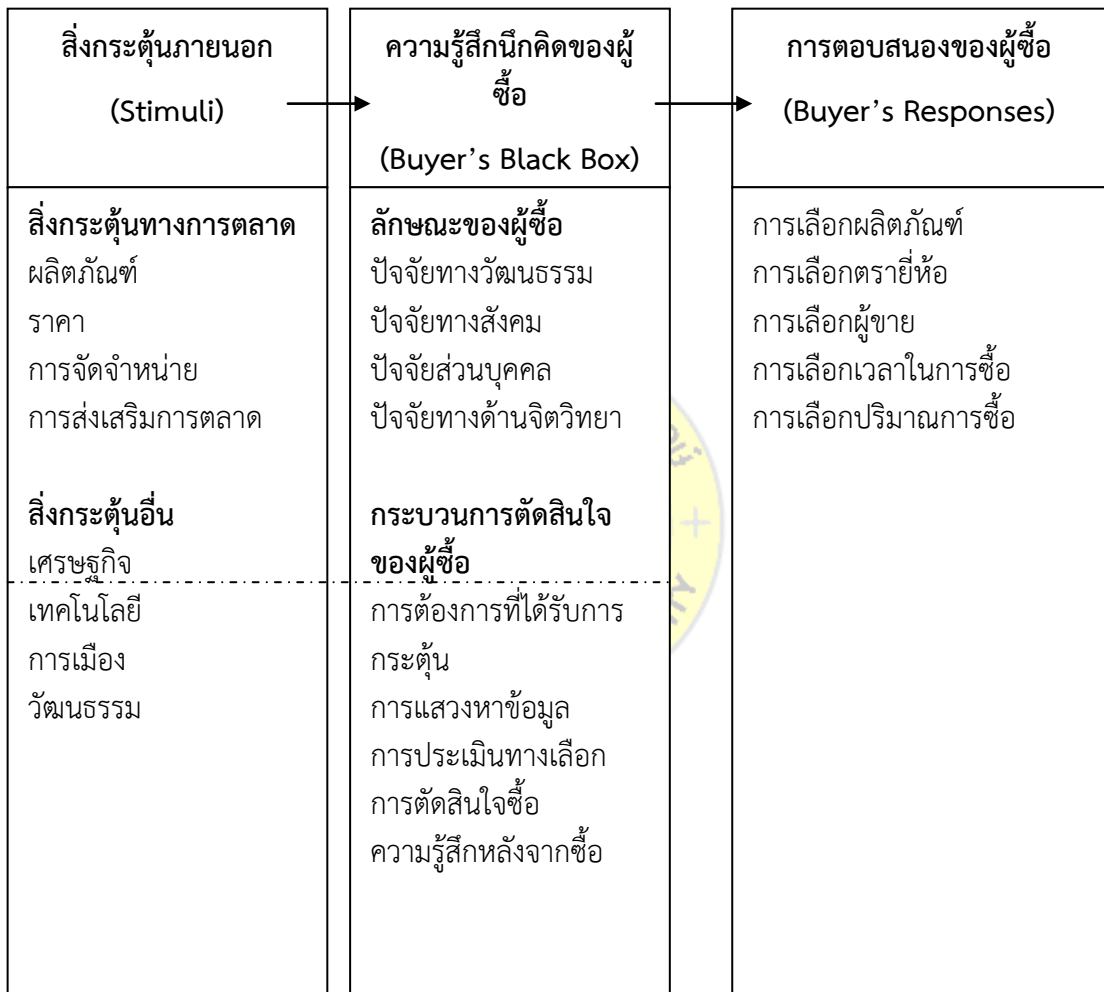 สิ่งกระตุ้นภายนอก
(Stimuli)
ความรู้สึกนึกคิดของผู้
ซื้อ
(Buyer’s Black Box)
การตอบสนองของผู้ซื้อ
(Buyer’s Responses)
สิ่งกระตุ้นทางการตลาด
ผลิตภัณฑ์
ราคา
การจัดจำหน่าย
การส่งเสริมการตลาด
สิ่งกระตุ้นอื่น
เศรษฐกิจ
เทคโนโลยี
การเมือง
วัฒนธรรม
ลักษณะของผู้ซื้อ
ปัจจัยทางวัฒนธรรม
ปัจจัยทางสังคม
ปัจจัยส่วนบุคคล
ปัจจัยทางด้านจิตวิทยา
กระบวนการตัดสินใจ
ของผู้ซื้อ
การต้องการที่ได้รับการ
กระตุ้น
การแสวงหาข้อมูล
การประเมินทางเลือก
การตัดสินใจซื้อ
ความรู้สึกหลังจากซื้อ
การเลือกผลิตภัณฑ์
การเลือกตรายี่ห้อ
การเลือกผู้ขาย
การเลือกเวลาในการซื้อ
การเลือกปริมาณการซื้อ